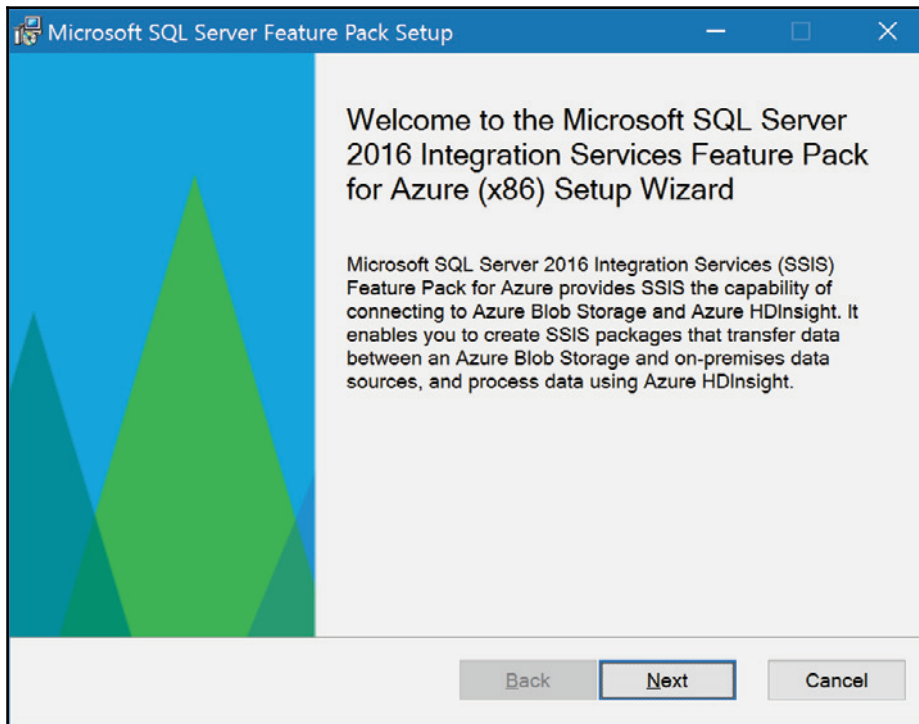 Microsoft SQL Server Feature Pack Setup
Welcome to the Microsoft SQL Server
2016 Integration Services Feature Pack
for Azure (x86) Setup Wizard
Microsoft SQL Server 2016 Integration Services (SSIS)
Feature Pack for Azure provides SSIS the capability of
connecting to Azure Blob Storage and Azure HDInsight. It
enables you to create SSIS packages that transfer data
between an Azure Blob Storage and on-premises data
sources, and process data using Azure HDInsight.
Back Next Cancel